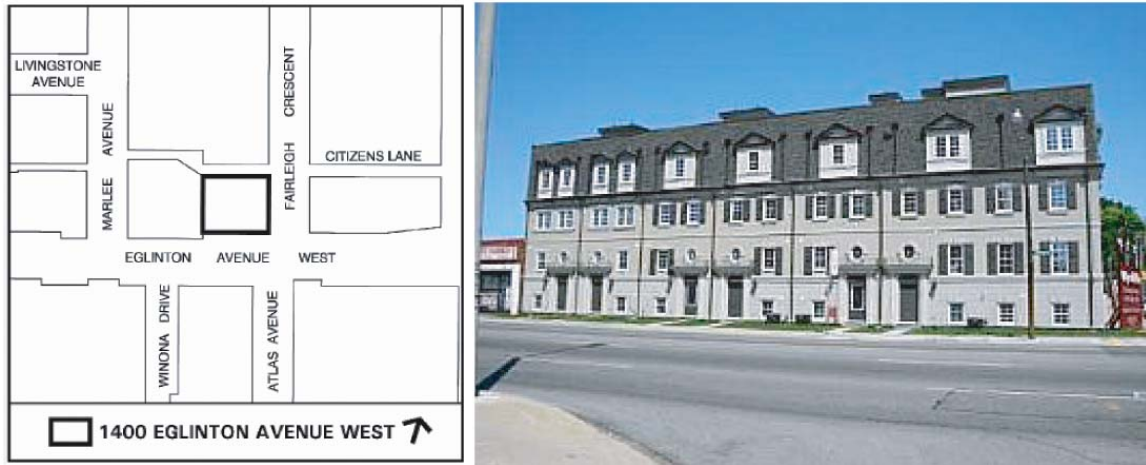 LIVINGSTONE
AVENUE
MARLEE AVENUE
FAIRLEIGH CRESCENT
CITIZENS LANE
EGLINTON AVENUE WEST
WINONA DRIVE
ATLAS AVENUE
1400 EGLINTON AVENUE WEST